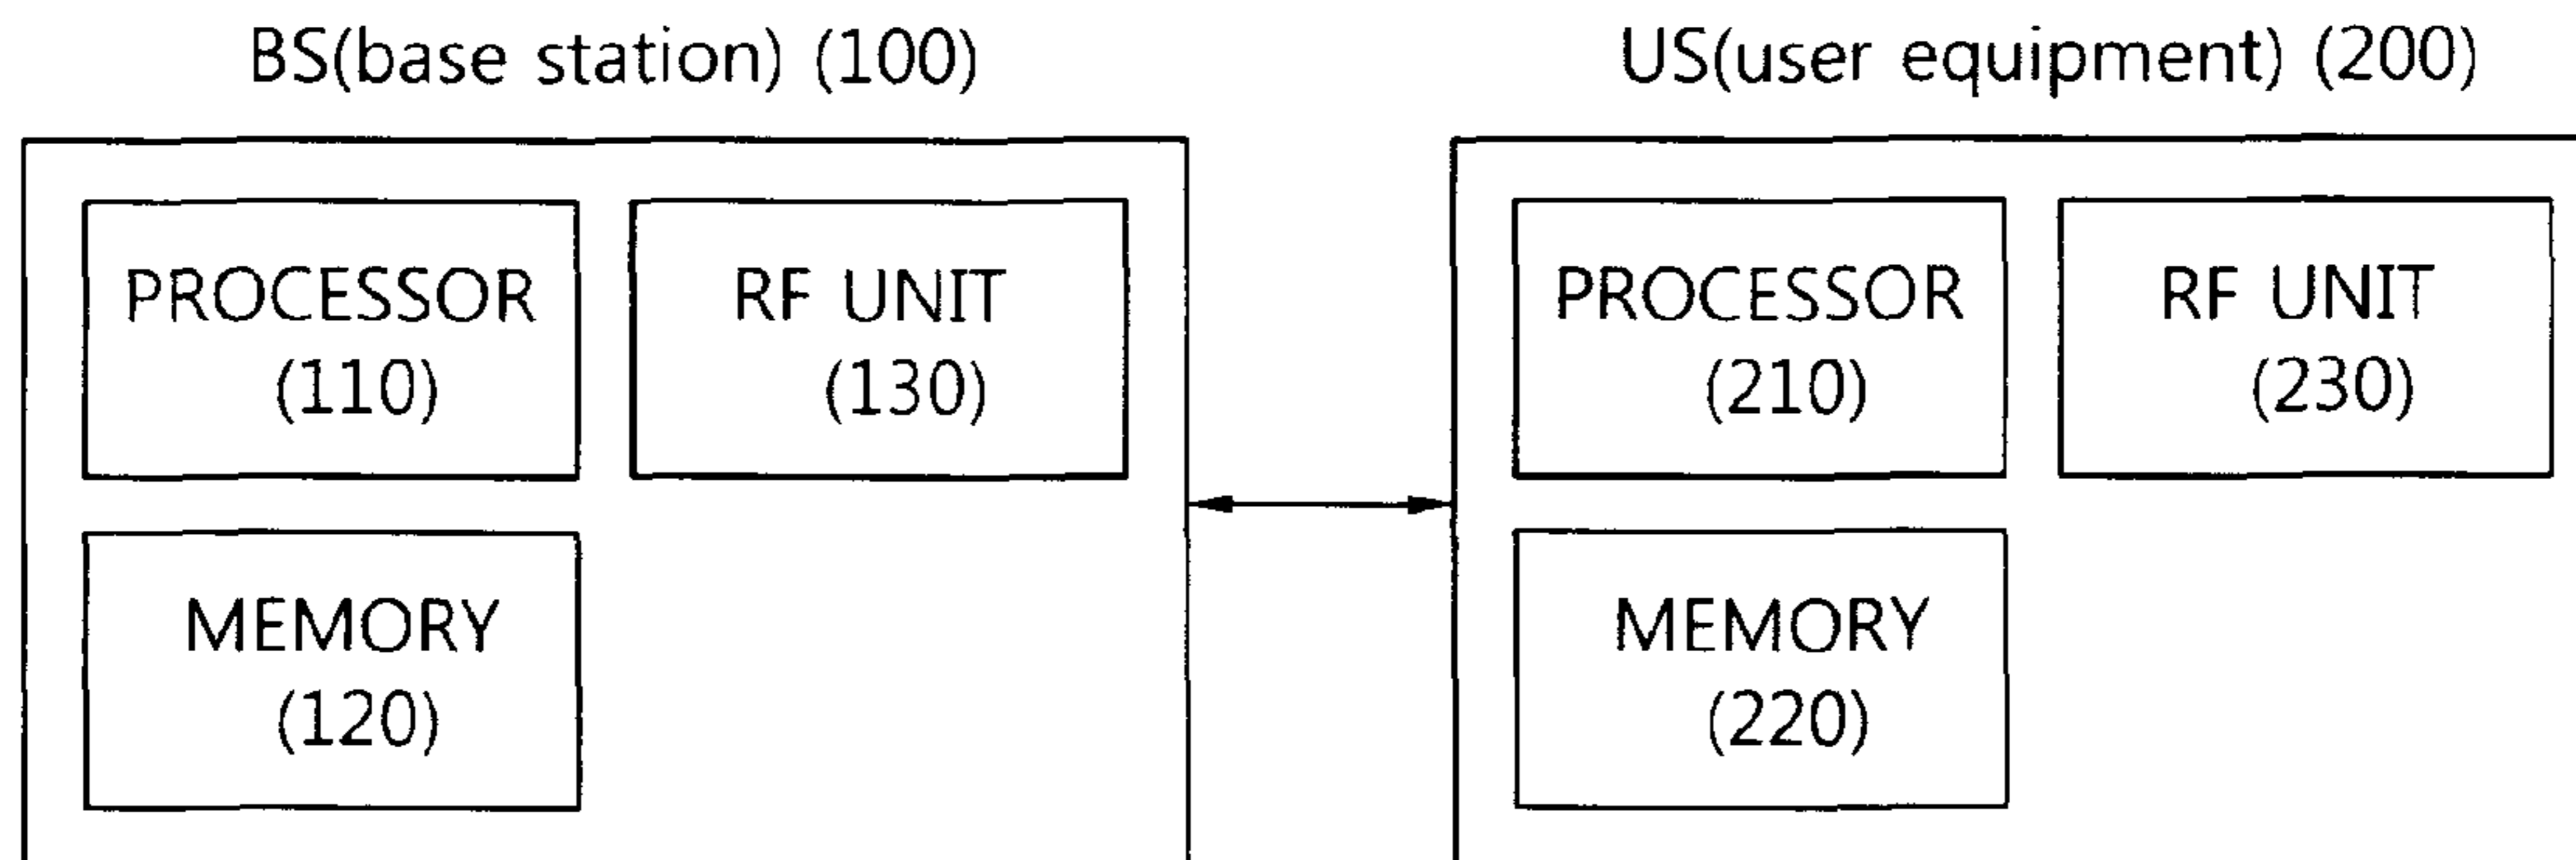 BS(base station) (100)
US(user equipment) (200)
PROCESSOR
(110)
RF UNIT
(130)
MEMORY
(120)
PROCESSOR
(210)
RF UNIT
(230)
MEMORY
(220)